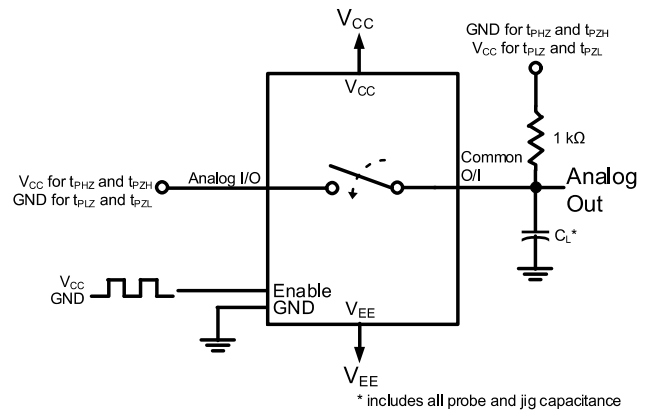 VCC
GND for tPHZ and tPZH
VCC for tPLZ and tPZL
VCC
1 kΩ
Common
O/I
Analog I/O
VCC for tPHZ and tPZH
GND for tPLZ and tPZL
Analog
Out
CL*
VCC
GND
Enable
GND
VEE
VEE
* includes all probe and jig capacitance